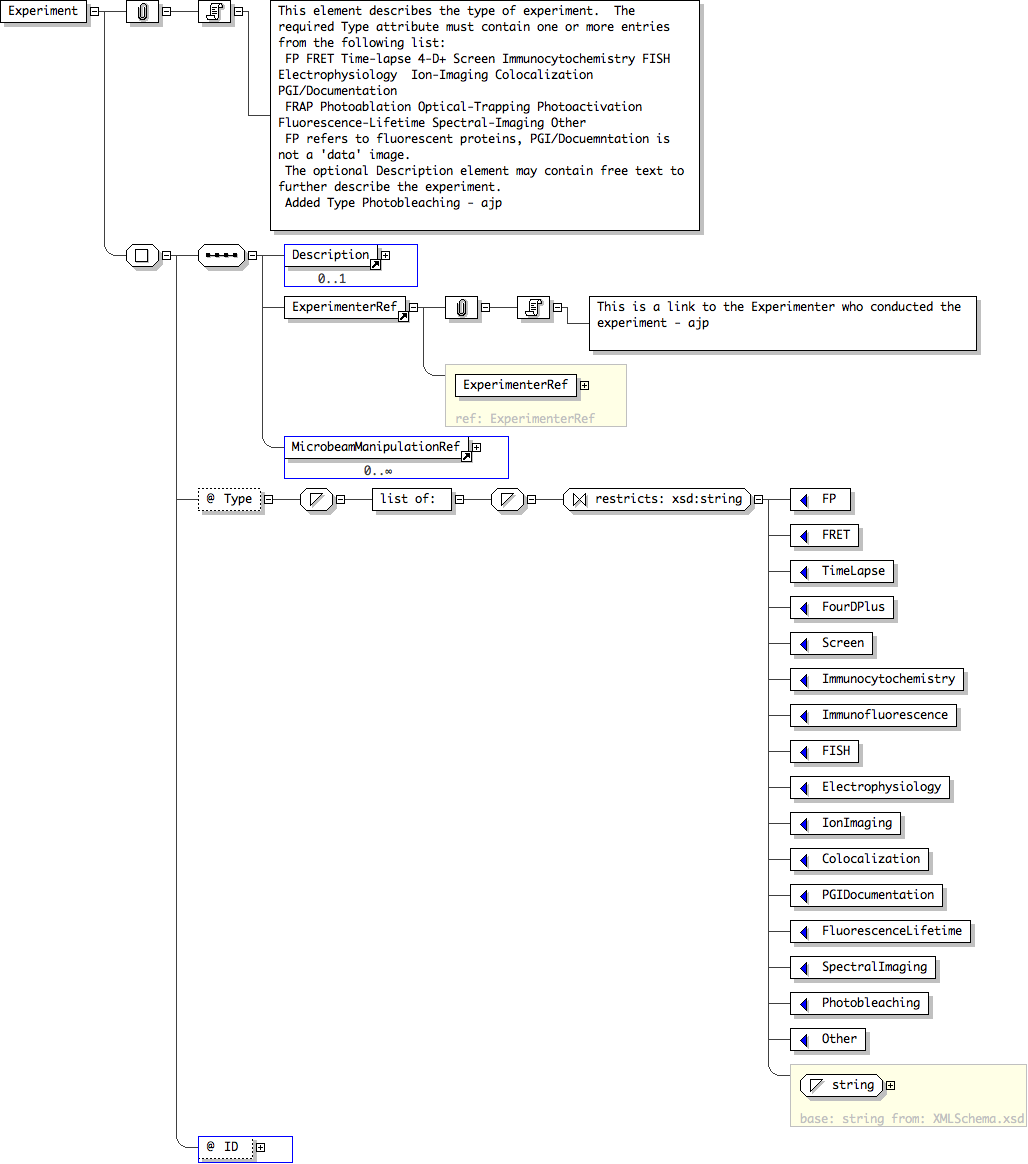 Experiment
This element describes the type of experiment.  The
required Type attribute must contain one or more entries
from the following list:
FP FRET Time-lapse 4-D+ Screen Immunocytochemistry FISH
Electrophysiology  Ion-Imaging Colocalization
PGI/Documentation
FRAP Photoablation Optical-Trapping Photoactivation
Fluorescence-Lifetime Spectral-Imaging Other
FP refers to fluorescent proteins, PGI/Docuemntation is
not a 'data' image.
The optional Description element may contain free text to
further describe the experiment.
Added Type Photobleaching - ajp
Description
0..1
ExperimenterRef
This is a link to the Experimenter who conducted the
experiment - ajp
ExperimenterRef
ref: ExperimenterRef
MicrobeamManipulationRef
0..∞
@ Type
list of:
restricts: xsd:string
FP
FRET
TimeLapse
FourDPlus
Screen
Immunocytochemistry
Immunofluorescence
FISH
Electrophysiology
IonImaging
Colocalization
PGIDocumentation
FluorescenceLifetime
SpectralImaging
Photobleaching
Other
string
base: string from: XMLSchema.xsd
@ ID